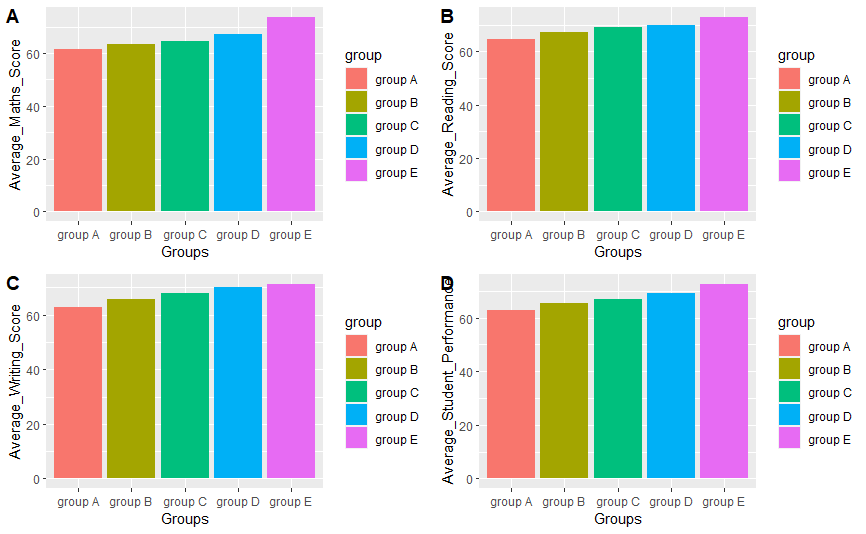 A
Average_Maths_Score
60
40
20
0
group A group B group C group D group E
Groups
group
group A
group B
group C
group D
group E
B
Average_Reading_Score
60
40
20
0
group A group B group C group D group E
Groups
group
group A
group B
group C
group D
group E
C
Average_Writing_Score
60
40
20
0
group A group B group C group D group E
Groups
group
group A
group B
group C
group D
group E
D
Average_Student_Performance
60
40
20
0
group A group B group C group D group E
Groups
group
group A
group B
group C
group D
group E